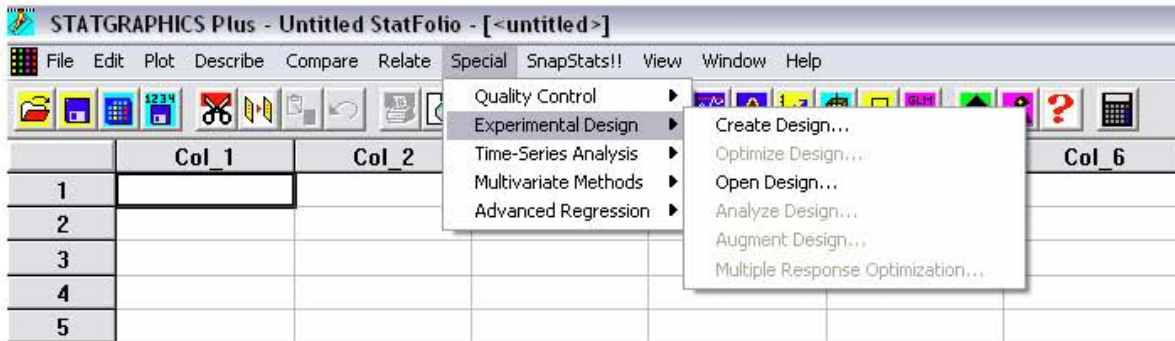 STATGRAPHICS Plus - Untitled StatFolio - [<untitled>]
File Edit Plot Describe Compare Relate Special SnapStats!! View Window Help
1234
GLM
?
Quality Control
Experimental Design
Time-Series Analysis
Multivariate Methods
Advanced Regression
Create Design...
Optimize Design...
Open Design...
Analyze Design...
Augment Design...
Multiple Response Optimization...
Col_1 Col_2 Col_6
1
2
3
4
5